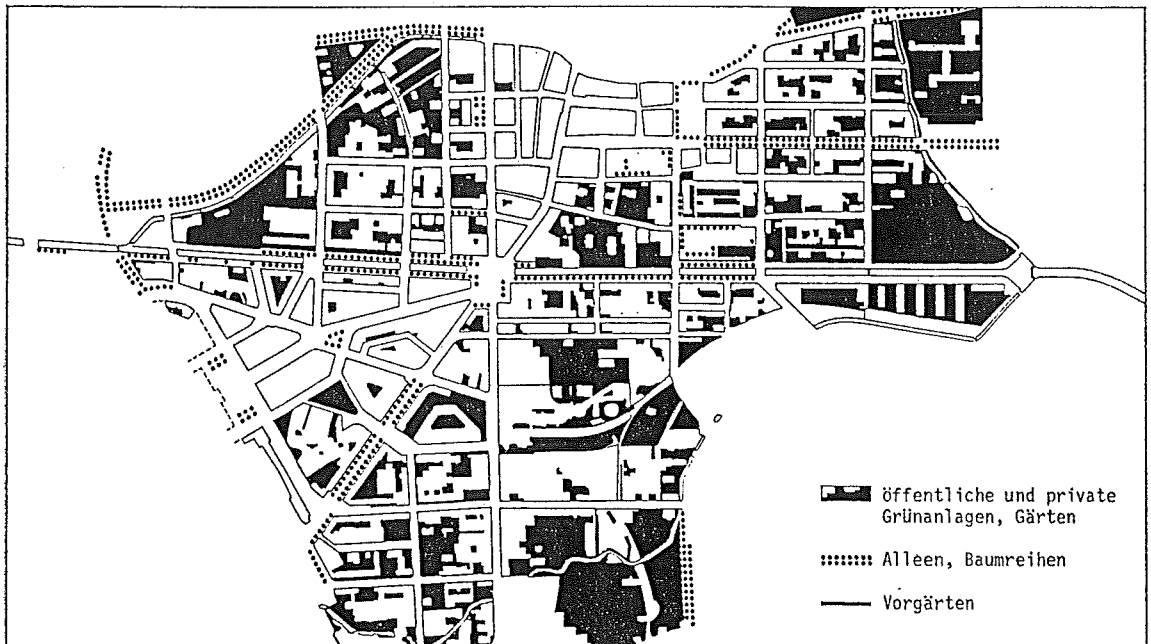 öffentliche und private
Grünanlagen, Gärten
Alleen, Baumreihen
Vorgärten